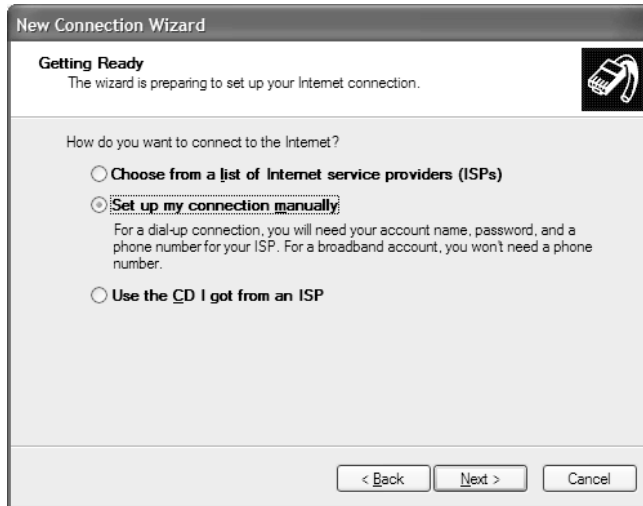 New Connection Wizard
Getting Ready
The wizard is preparing to set up your Internet connection.
How do you want to connect to the Internet?
Choose from a list of Internet service providers (ISPs)
Set up my connection manually
For a dial-up connection, you will need your account name, password, and a
phone number for your ISP. For a broadband account, you won't need a phone
number.
Use the CD I got from an ISP
< Back Next > Cancel